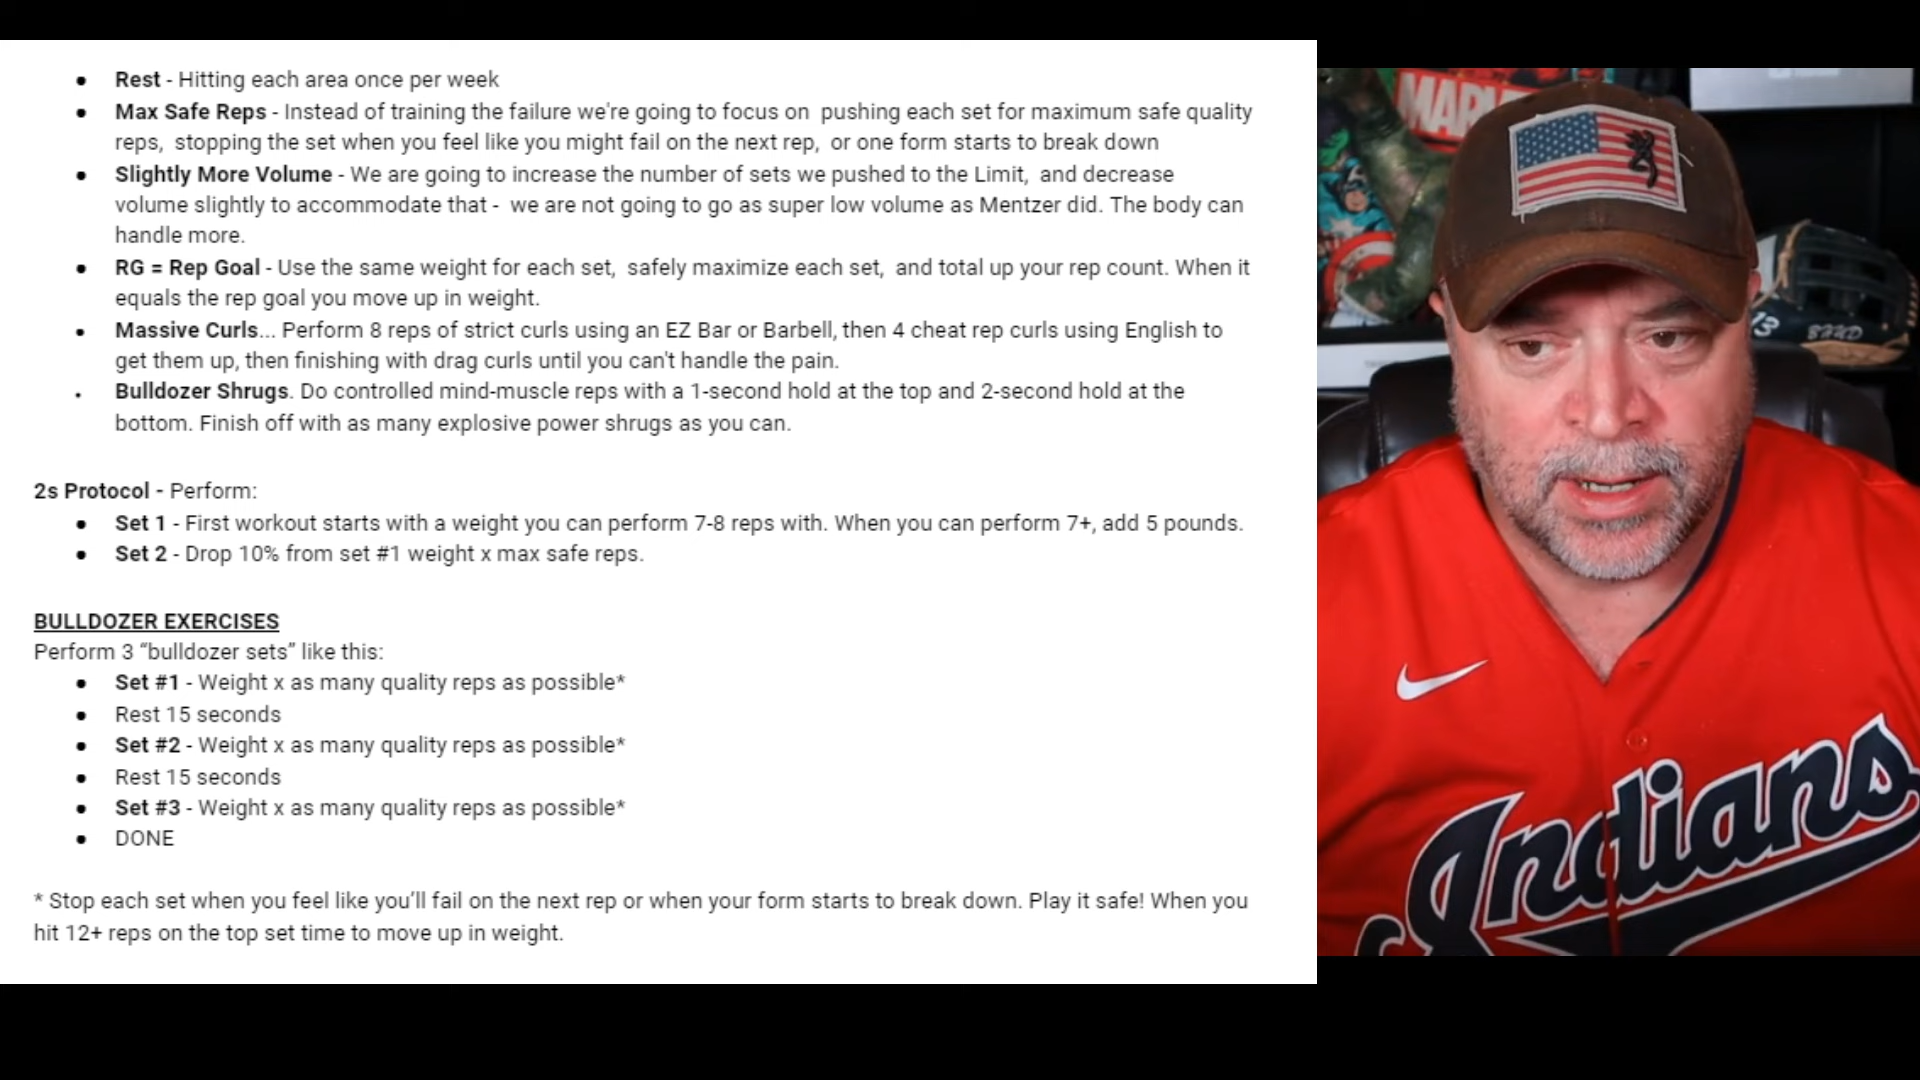 Rest - Hitting each area once per week
Max Safe Reps - Instead of training the failure we're going to focus on pushing each set for maximum safe quality
reps, stopping the set when you feel like you might fail on the next rep, or one form starts to break down
Slightly More Volume - We are going to increase the number of sets we pushed to the Limit, and decrease
volume slightly to accommodate that - we are not going to go as super low volume as Mentzer did. The body can
handle more.
RG = Rep Goal - Use the same weight for each set, safely maximize each set, and total up your rep count. When it
equals the rep goal you move up in weight.
Massive Curls... Perform 8 reps of strict curls using an EZ Bar or Barbell, then 4 cheat rep curls using English to
get them up, then finishing with drag curls until you can't handle the pain.
Bulldozer Shrugs. Do controlled mind-muscle reps with a 1-second hold at the top and 2-second hold at the
bottom. Finish off with as many explosive power shrugs as you can.
2s Protocol - Perform:
Set 1 - First workout starts with a weight you can perform 7-8 reps with. When you can perform 7+, add 5 pounds.
Set 2 - Drop 10% from set #1 weight x max safe reps.
BULLDOZER EXERCISES
Perform 3 “bulldozer sets” like this:
Set #1 - Weight x as many quality reps as possible*
Rest 15 seconds
Set #2 - Weight x as many quality reps as possible*
Rest 15 seconds
Set #3 - Weight x as many quality reps as possible*
DONE
* Stop each set when you feel like you’ll fail on the next rep or when your form starts to break down. Play it safe! When you
hit 12+ reps on the top set time to move up in weight.
Indians